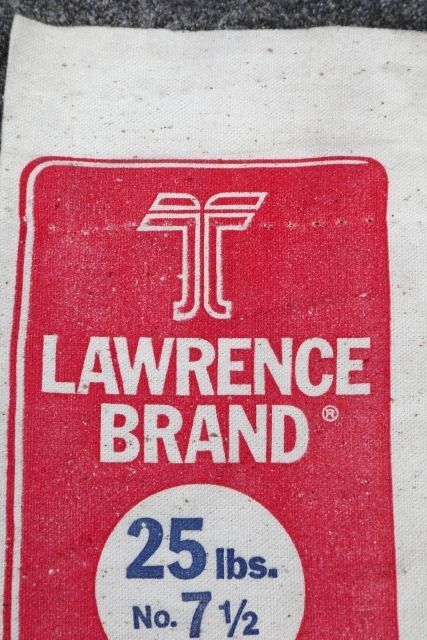 LAWRENCE
BRAND®
25 lbs.
No. 7 ½